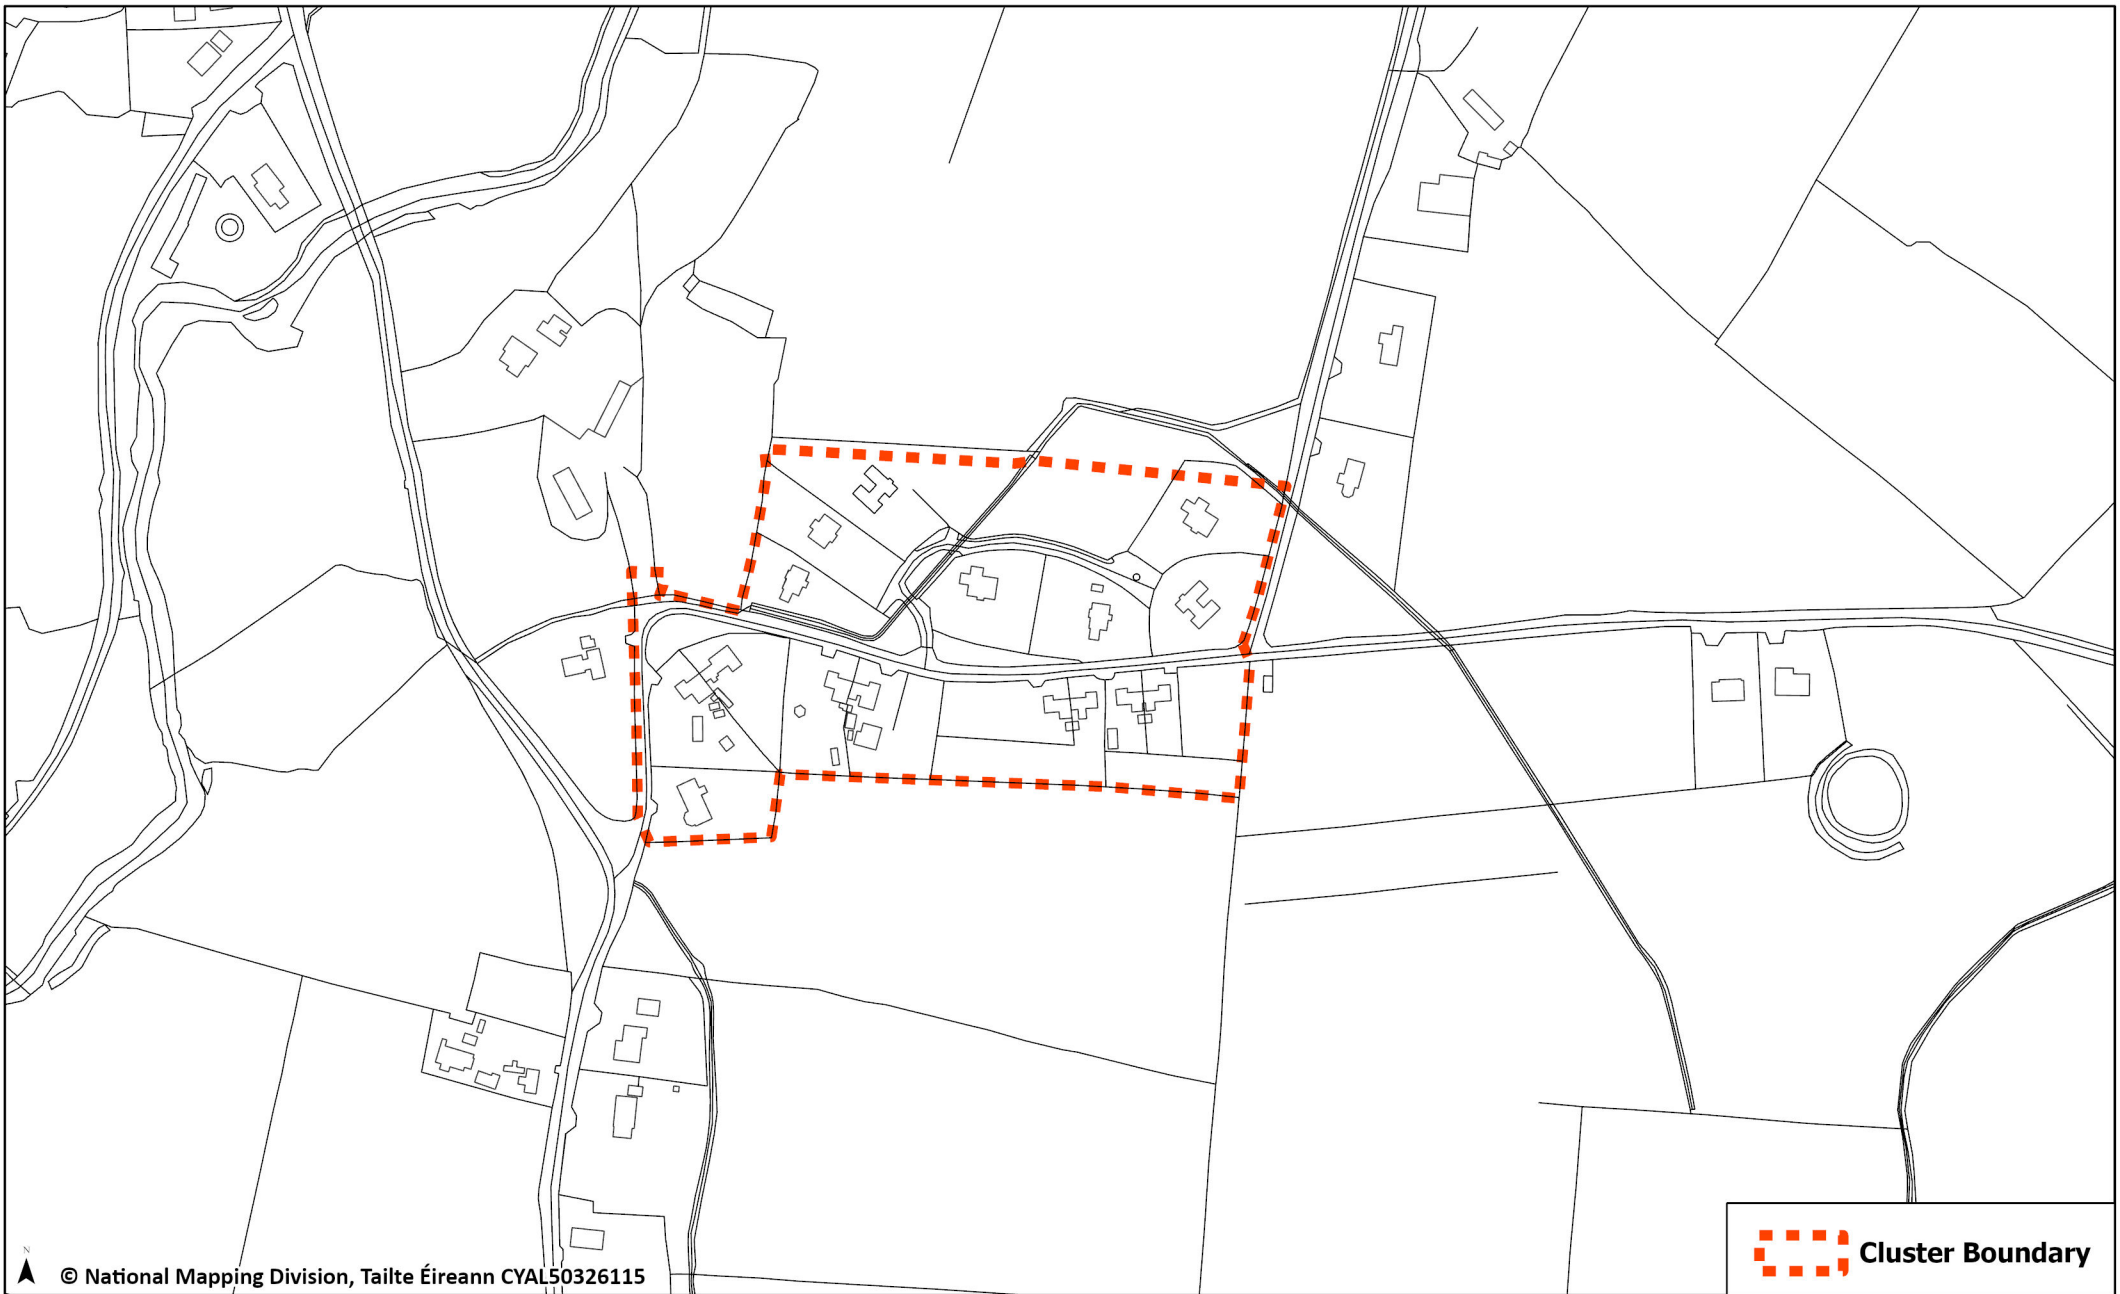 N
© National Mapping Division, Tailte Éireann CYAL50326115
Cluster Boundary